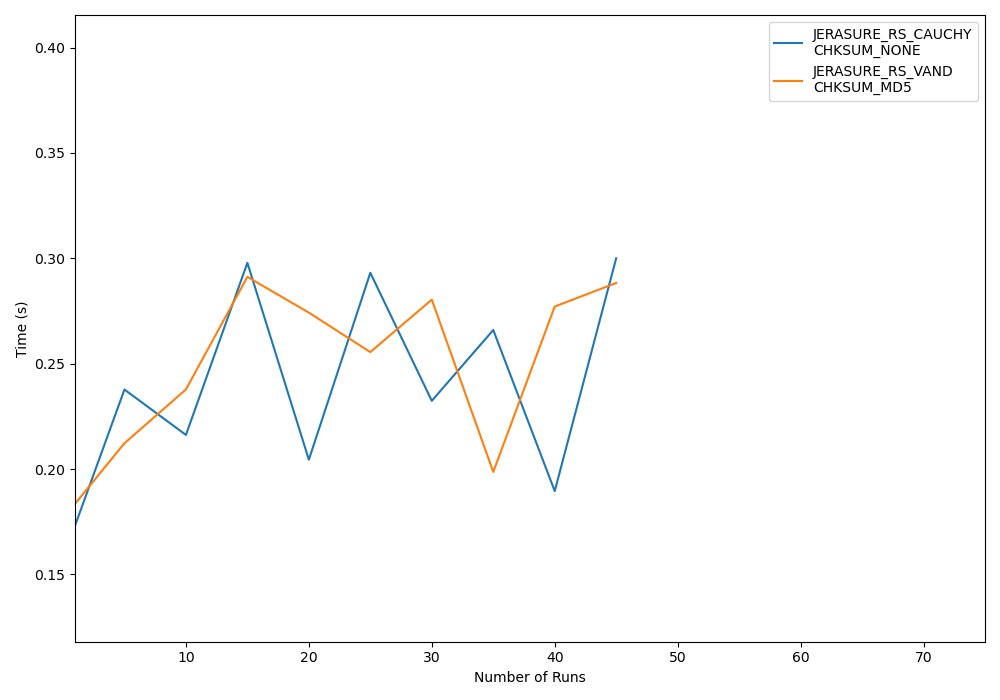 JERASURE_RS_CAUCHY
CHKSUM_NONE
JERASURE_RS_VAND
CHKSUM_MD5
0.40
0.35
0.30
0.25
0.20
0.15
Time (s)
10 20 30 40 50 60 70
Number of Runs